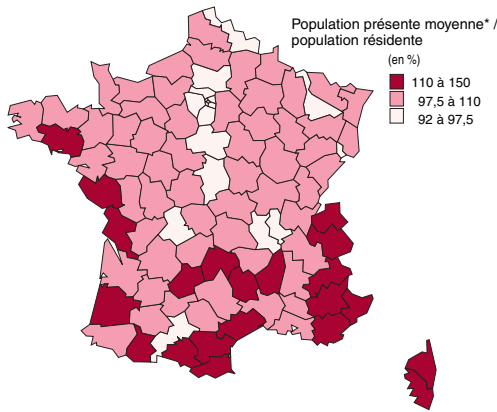 Population présente moyenne* /
population résidente
(en %)
110 à 150
97,5 à 110
92 à 97,5